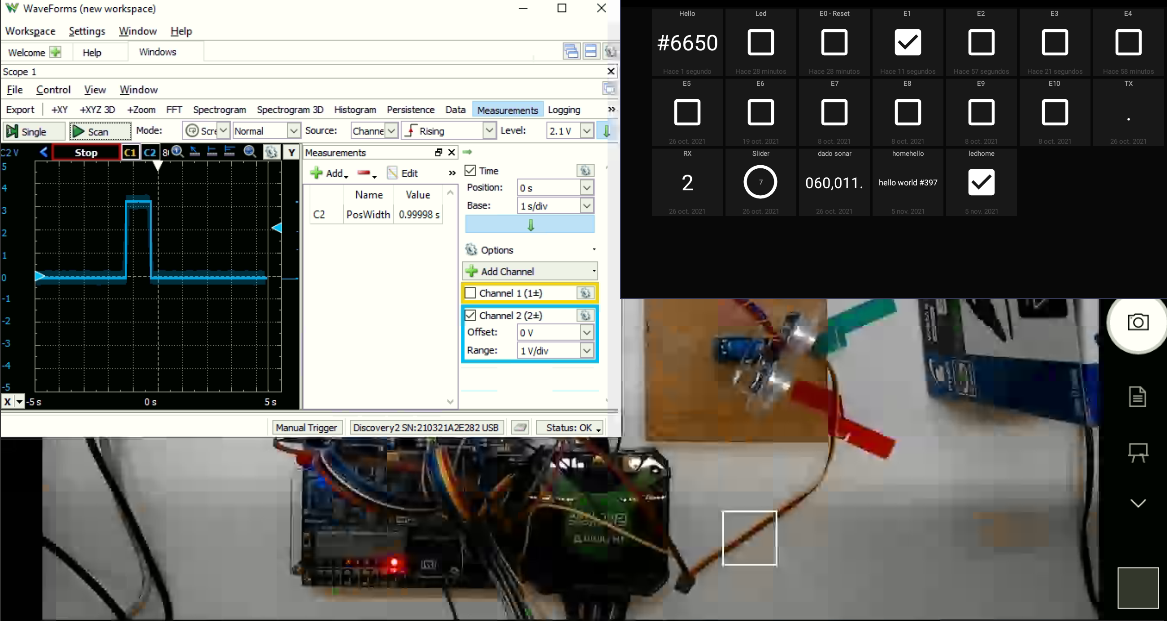 WaveForms (new workspace)
Workspace Settings Window Help
Welcome Help Windows
Scope 1
File Control View Window
Export +XY +XYZ 3D +Zoom FFT Spectrogram Spectrogram 3D Histogram Persistence Data Measurements Logging »
Single Scan Mode: Scre Normal Source: Channe Rising Level: 2.1 V
C2 V Stop C1 C2 8 Y
5
4
3
2
1
0
-1
-2
-3
-4
-5
X -5 s 0 s 5 s
Measurements
Add Edit »
Name Value
C2 PosWidth 0.99998 s
Time
Position: 0 s
Base: 1 s/div
Options
Add Channel
Channel 1 (1±)
Channel 2 (2±)
Offset: 0 V
Range: 1 V/div
Manual Trigger Discovery2 SN:210321A2E282 USB Status: OK
Hello Led E0 - Reset E1 E2 E3 E4
#6650
Hace 1 segundo Hace 28 minutos Hace 28 minutos Hace 11 segundos Hace 57 segundos Hace 21 segundos Hace 58 minutos
E5 E6 E7 E8 E9 E10 TX
.
26 oct. 2021 19 oct. 2021 26 oct. 2021 26 oct. 2021 26 oct. 2021 26 oct. 2021 26 oct. 2021
RX Slider dado sonar homehello ledhome
2 7 060,011. hello world #397
26 oct. 2021 26 oct. 2021 26 oct. 2021 5 nov. 2021 5 nov. 2021